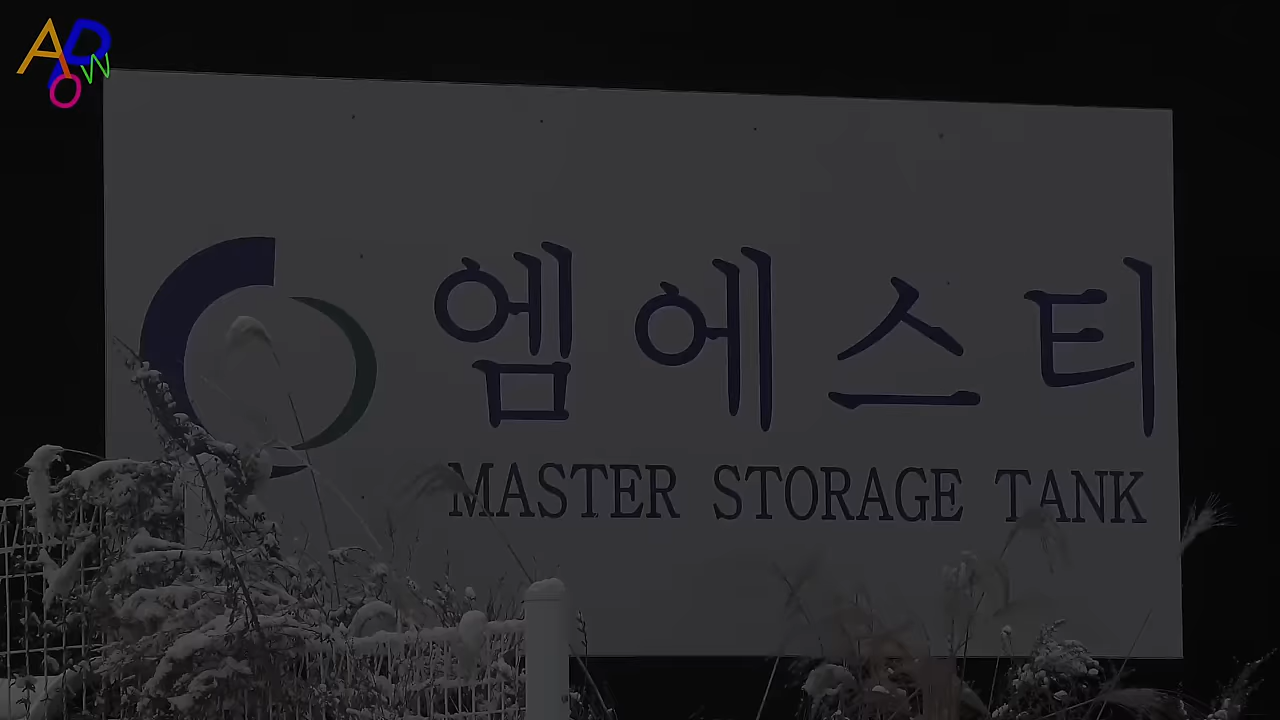 엠에스티
MASTER STORAGE TANK